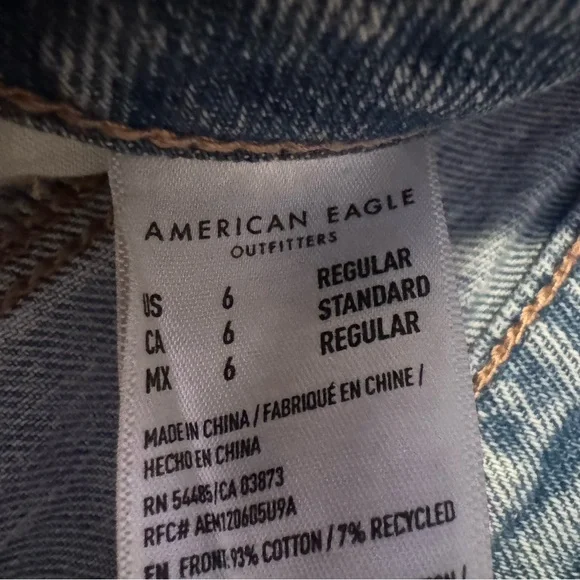 AMERICAN EAGLE
OUTFITTERS
US 6 REGULAR
CA 6 STANDARD
MX 6 REGULAR
MADE IN CHINA / FABRIQUÉ EN CHINE /
HECHO EN CHINA
RN 54485/CA 03873
RFC# AEM120605U9A
EN FRONT: 93% COTTON / 7% RECYCLED